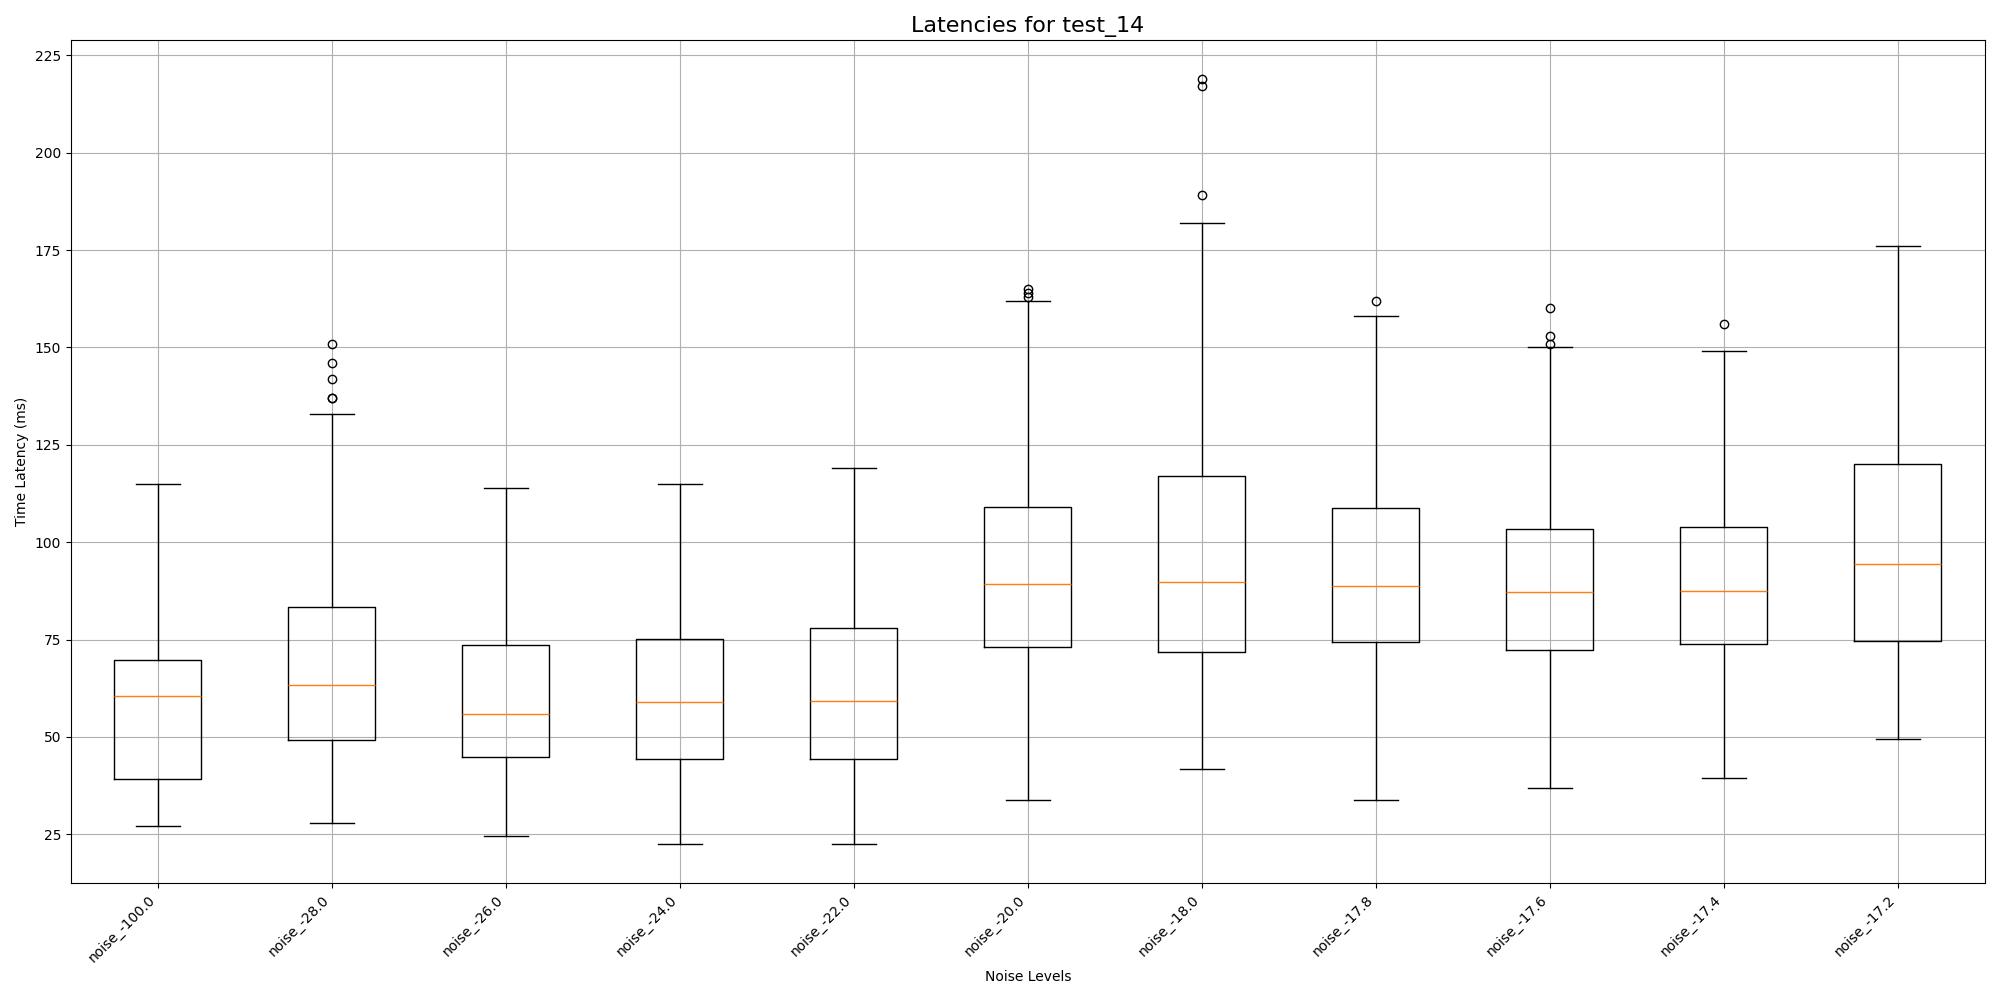 Latencies for test_14
225
200
175
150
125
100
75
50
25
Time Latency (ms)
noise_-100.0
noise_-28.0
noise_-26.0
noise_-24.0
noise_-22.0
noise_-20.0
noise_-18.0
noise_-17.8
noise_-17.6
noise_-17.4
noise_-17.2
Noise Levels